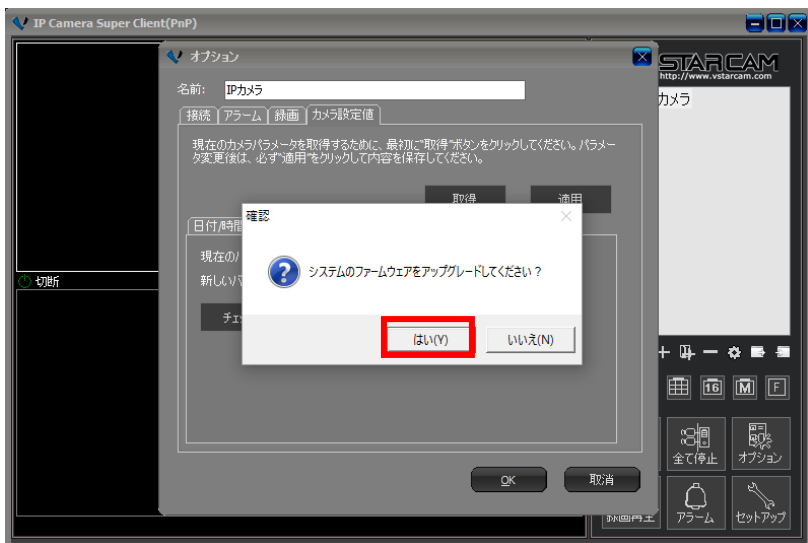 IP Camera Super Client(PnP)
オプション
STARCAM
http://www.vstarcam.com
名前: IPカメラ
カメラ
接続 アラーム 録画 カメラ設定値
現在のカメラパラメータを取得するために、最初に"取得"ボタンをクリックしてください。パラメー
タ変更後は、必ず"適用"をクリックして内容を保存してください。
取得 適用
確認
日付/時間
現在の
システムのファームウェアをアップグレードしてください?
切断
新しい
チェ
はい(Y) いいえ(N)
16 M F
全て停止 オプション
OK 取消
録画再生 アラーム セットアップ